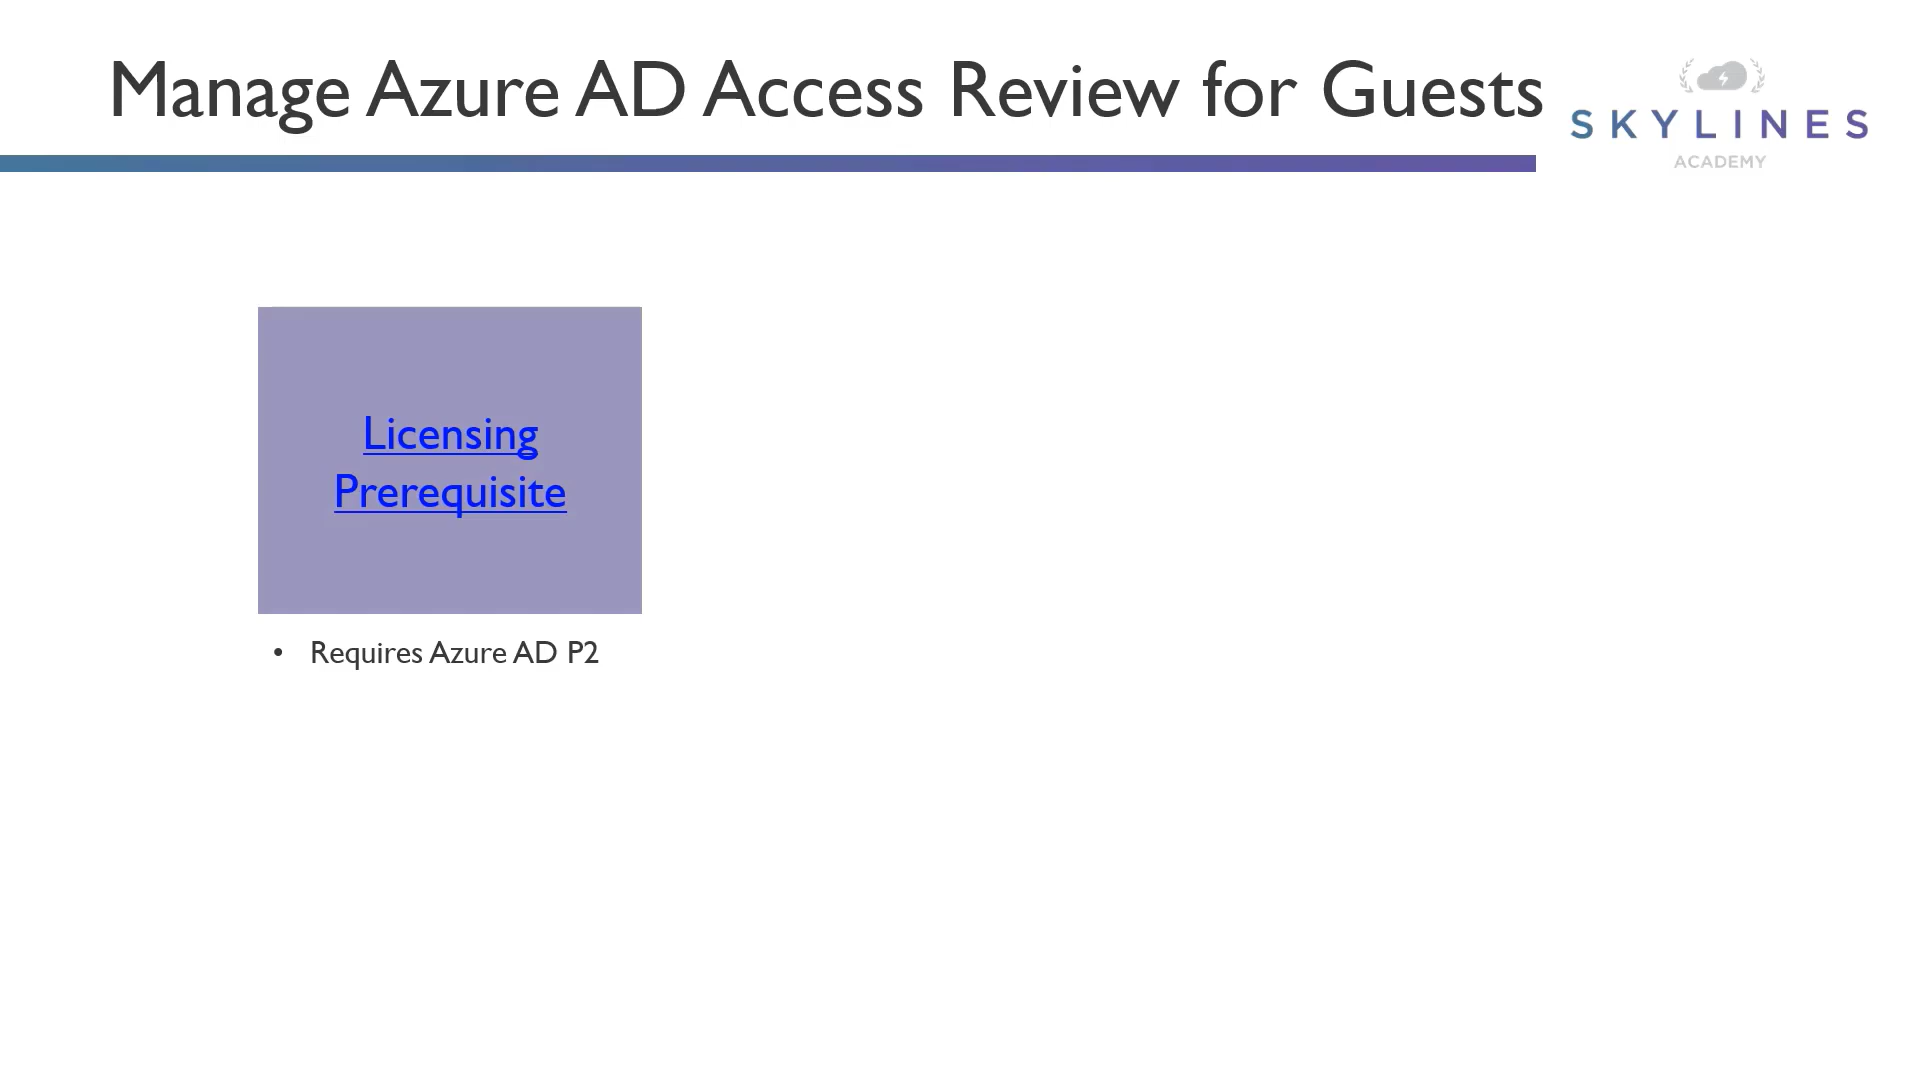 Manage Azure AD Access Review for Guests
SKYLINES
ACADEMY
Licensing
Prerequisite
• Requires Azure AD P2